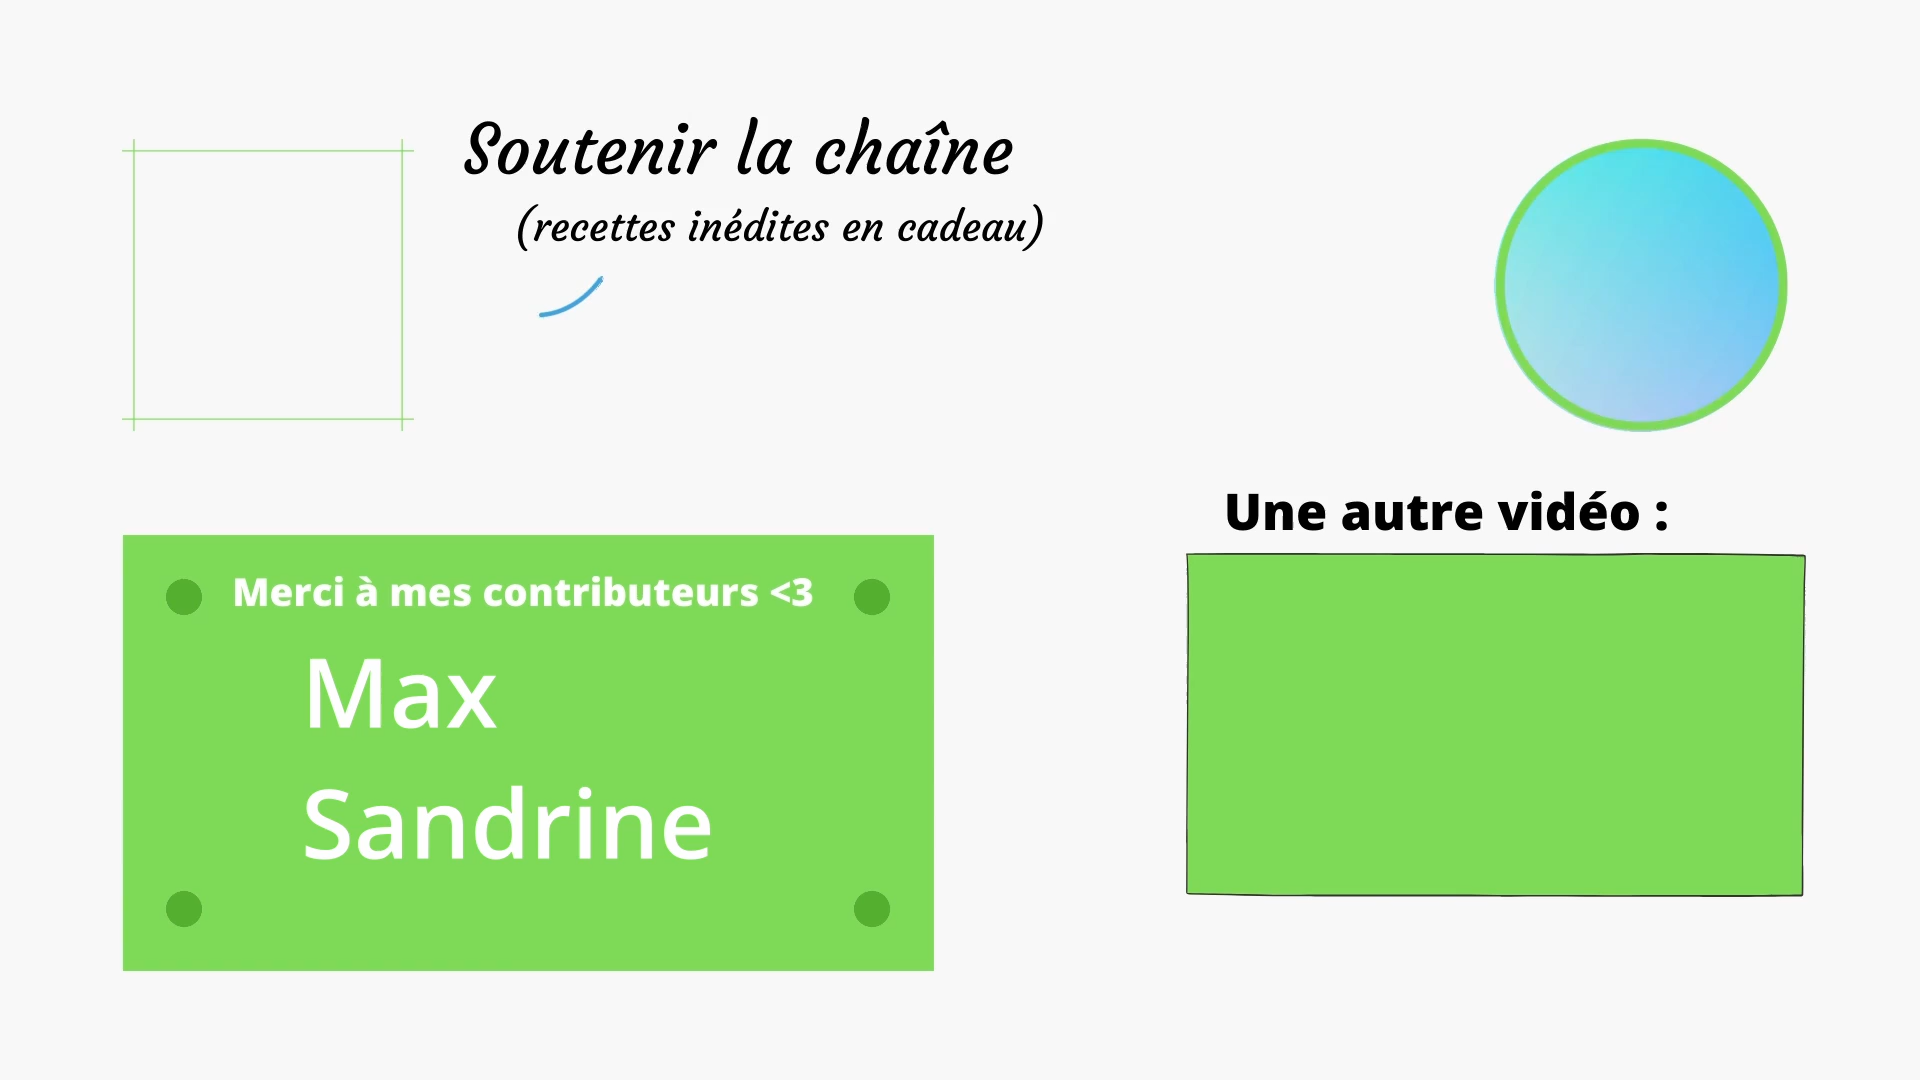 Soutenir la chaîne
(recettes inédites en cadeau)
Une autre vidéo :
Merci à mes contributeurs <3
Max
Sandrine